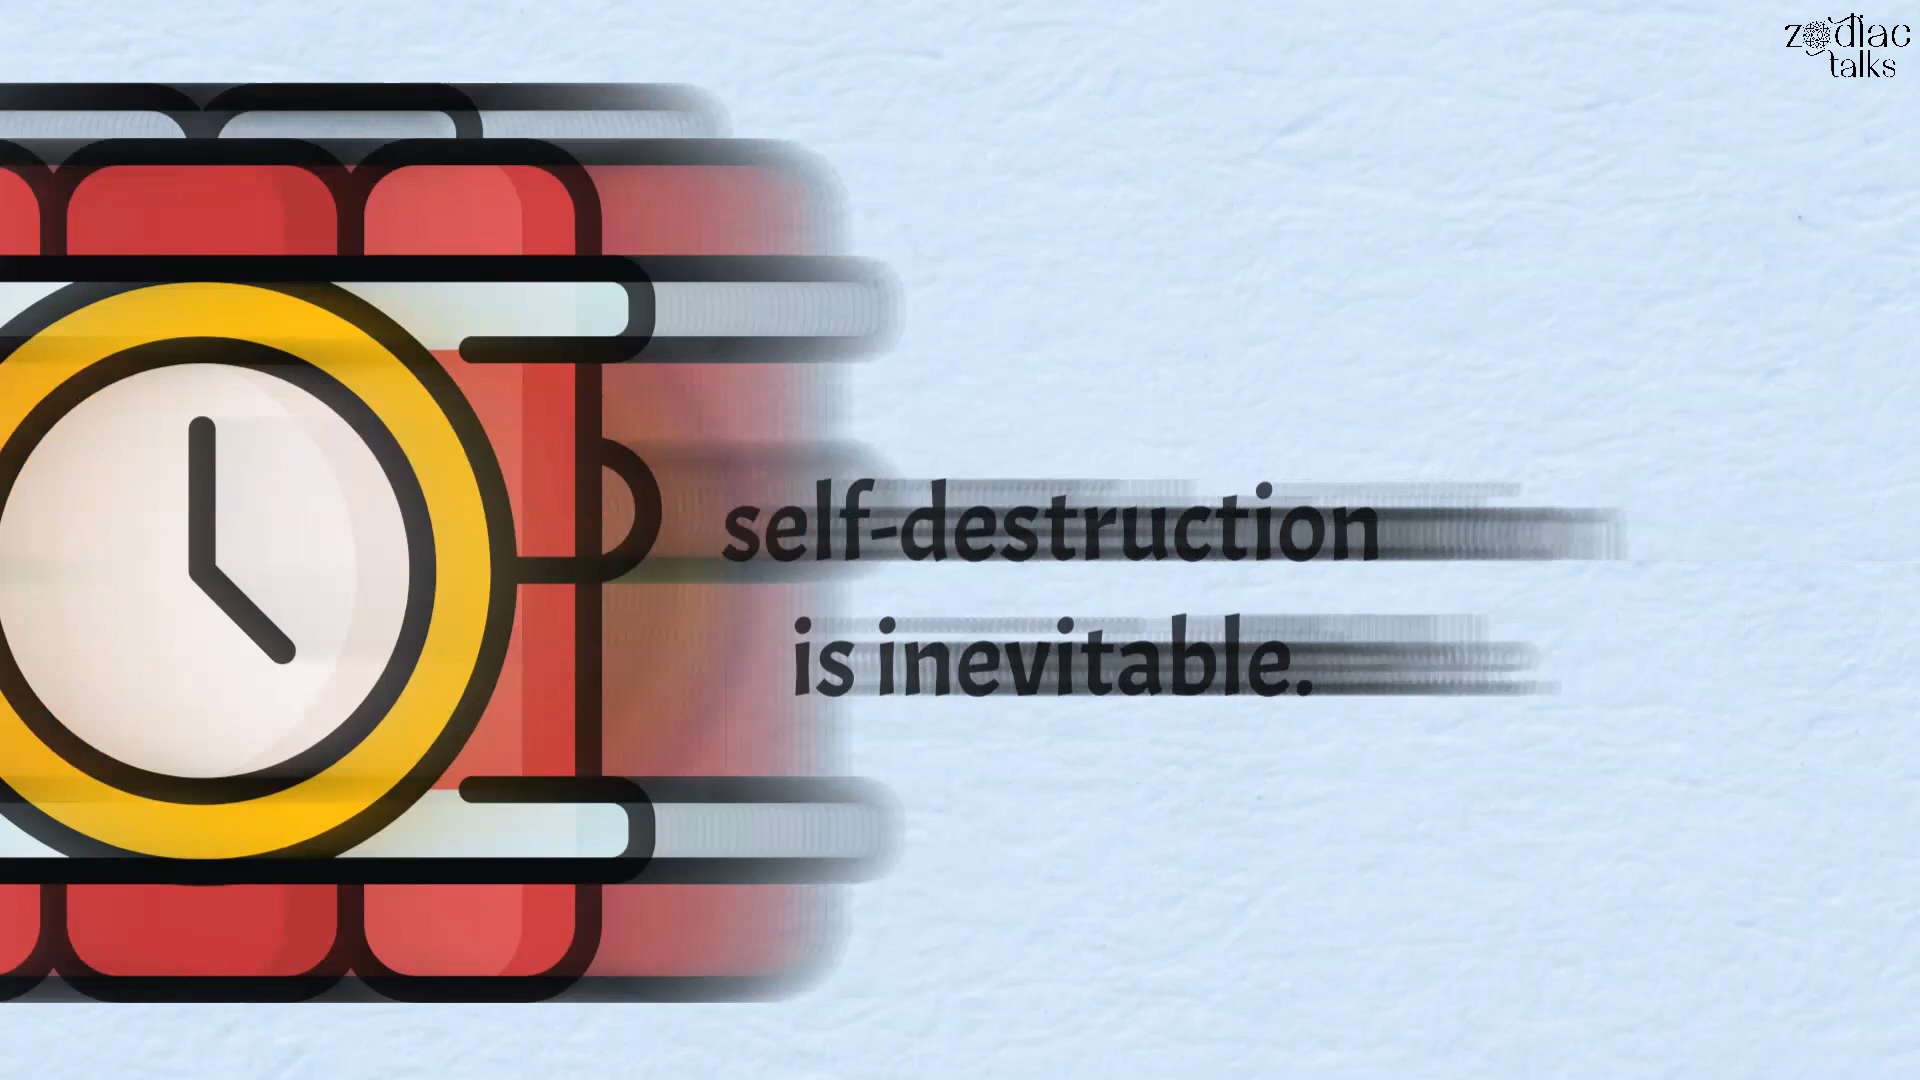 zodiac
talks
self-destruction
is inevitable.